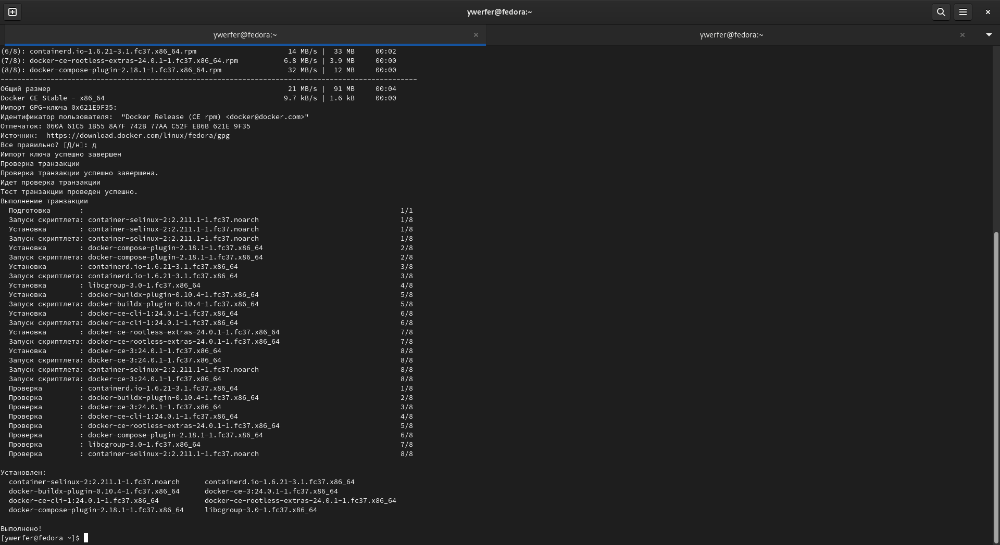 ywerfer@fedora:~
ywerfer@fedora:~
ywerfer@fedora:~
(6/8): containerd.io-1.6.21-3.1.fc37.x86_64.rpm 14 MB/s | 33 MB 00:02
(7/8): docker-ce-rootless-extras-24.0.1-1.fc37.x86_64.rpm 6.8 MB/s | 3.9 MB 00:00
(8/8): docker-compose-plugin-2.18.1-1.fc37.x86_64.rpm 32 MB/s | 12 MB 00:00
----------------------------------------------------------------------------------------------------
Общий размер 21 MB/s | 91 MB 00:04
Docker CE Stable - x86_64 9.7 kB/s | 1.6 kB 00:00
Импорт GPG-ключа 0x621E9F35:
Идентификатор пользователя: "Docker Release (CE rpm) <docker@docker.com>"
Отпечаток: 060A 61C5 1B55 8A7F 742B 77AA C52F EB6B 621E 9F35
Источник: https://download.docker.com/linux/fedora/gpg
Все правильно? [Д/н]: д
Импорт ключа успешно завершен
Проверка транзакции
Проверка транзакции успешно завершена.
Идет проверка транзакции
Тест транзакции проведен успешно.
Выполнение транзакции
Подготовка : 1/1
Запуск скриптлета: container-selinux-2:2.211.1-1.fc37.noarch 1/8
Установка : container-selinux-2:2.211.1-1.fc37.noarch 1/8
Запуск скриптлета: container-selinux-2:2.211.1-1.fc37.noarch 1/8
Установка : docker-compose-plugin-2.18.1-1.fc37.x86_64 2/8
Запуск скриптлета: docker-compose-plugin-2.18.1-1.fc37.x86_64 2/8
Установка : containerd.io-1.6.21-3.1.fc37.x86_64 3/8
Запуск скриптлета: containerd.io-1.6.21-3.1.fc37.x86_64 3/8
Установка : libcgroup-3.0-1.fc37.x86_64 4/8
Установка : docker-buildx-plugin-0.10.4-1.fc37.x86_64 5/8
Запуск скриптлета: docker-buildx-plugin-0.10.4-1.fc37.x86_64 5/8
Установка : docker-ce-cli-1:24.0.1-1.fc37.x86_64 6/8
Запуск скриптлета: docker-ce-cli-1:24.0.1-1.fc37.x86_64 6/8
Установка : docker-ce-rootless-extras-24.0.1-1.fc37.x86_64 7/8
Запуск скриптлета: docker-ce-rootless-extras-24.0.1-1.fc37.x86_64 7/8
Установка : docker-ce-3:24.0.1-1.fc37.x86_64 8/8
Запуск скриптлета: docker-ce-3:24.0.1-1.fc37.x86_64 8/8
Запуск скриптлета: container-selinux-2:2.211.1-1.fc37.noarch 8/8
Запуск скриптлета: docker-ce-3:24.0.1-1.fc37.x86_64 8/8
Проверка : containerd.io-1.6.21-3.1.fc37.x86_64 1/8
Проверка : docker-buildx-plugin-0.10.4-1.fc37.x86_64 2/8
Проверка : docker-ce-3:24.0.1-1.fc37.x86_64 3/8
Проверка : docker-ce-cli-1:24.0.1-1.fc37.x86_64 4/8
Проверка : docker-ce-rootless-extras-24.0.1-1.fc37.x86_64 5/8
Проверка : docker-compose-plugin-2.18.1-1.fc37.x86_64 6/8
Проверка : libcgroup-3.0-1.fc37.x86_64 7/8
Проверка : container-selinux-2:2.211.1-1.fc37.noarch 8/8
Установлен:
container-selinux-2:2.211.1-1.fc37.noarch containerd.io-1.6.21-3.1.fc37.x86_64
docker-buildx-plugin-0.10.4-1.fc37.x86_64 docker-ce-3:24.0.1-1.fc37.x86_64
docker-ce-cli-1:24.0.1-1.fc37.x86_64 docker-ce-rootless-extras-24.0.1-1.fc37.x86_64
docker-compose-plugin-2.18.1-1.fc37.x86_64 libcgroup-3.0-1.fc37.x86_64
Выполнено!
[ywerfer@fedora ~]$